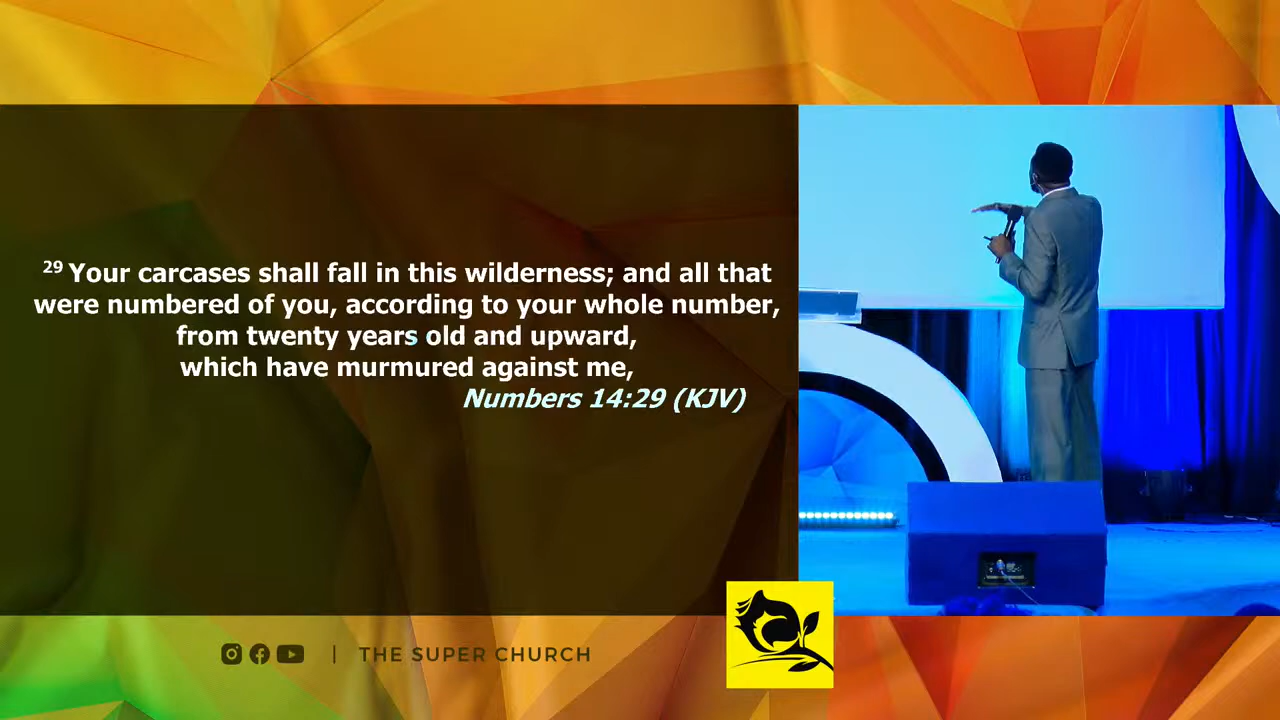 29 Your carcases shall fall in this wilderness; and all that
were numbered of you, according to your whole number,
from twenty years old and upward,
which have murmured against me,
Numbers 14:29 (KJV)
| THE SUPER CHURCH